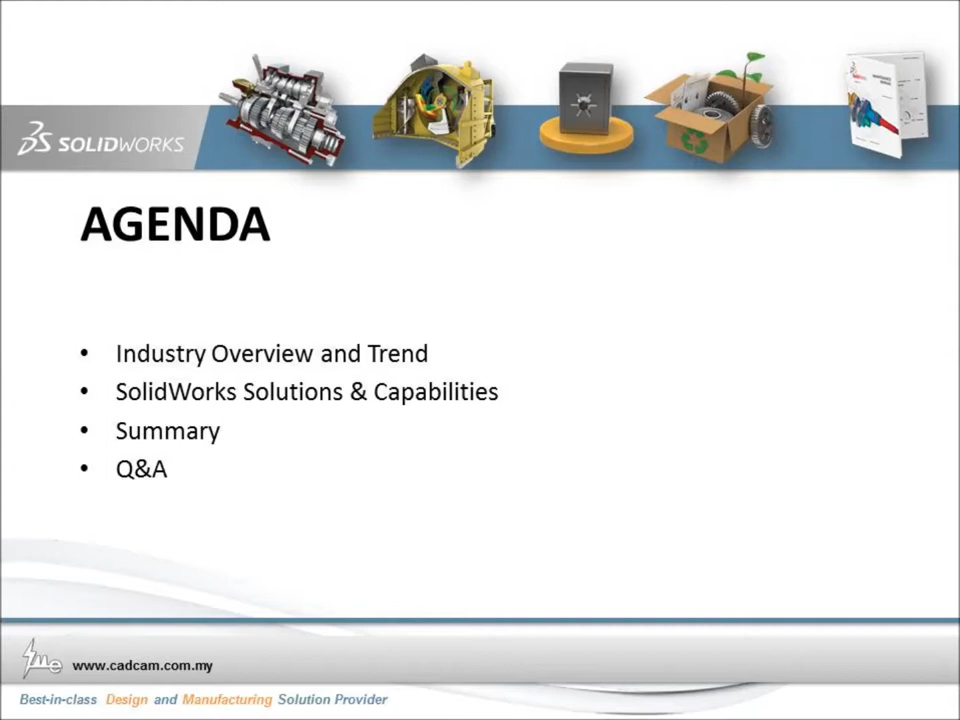 SOLIDWORKS
AGENDA
• Industry Overview and Trend
• SolidWorks Solutions & Capabilities
• Summary
• Q&A
www.cadcam.com.my
Best-in-class Design and Manufacturing Solution Provider